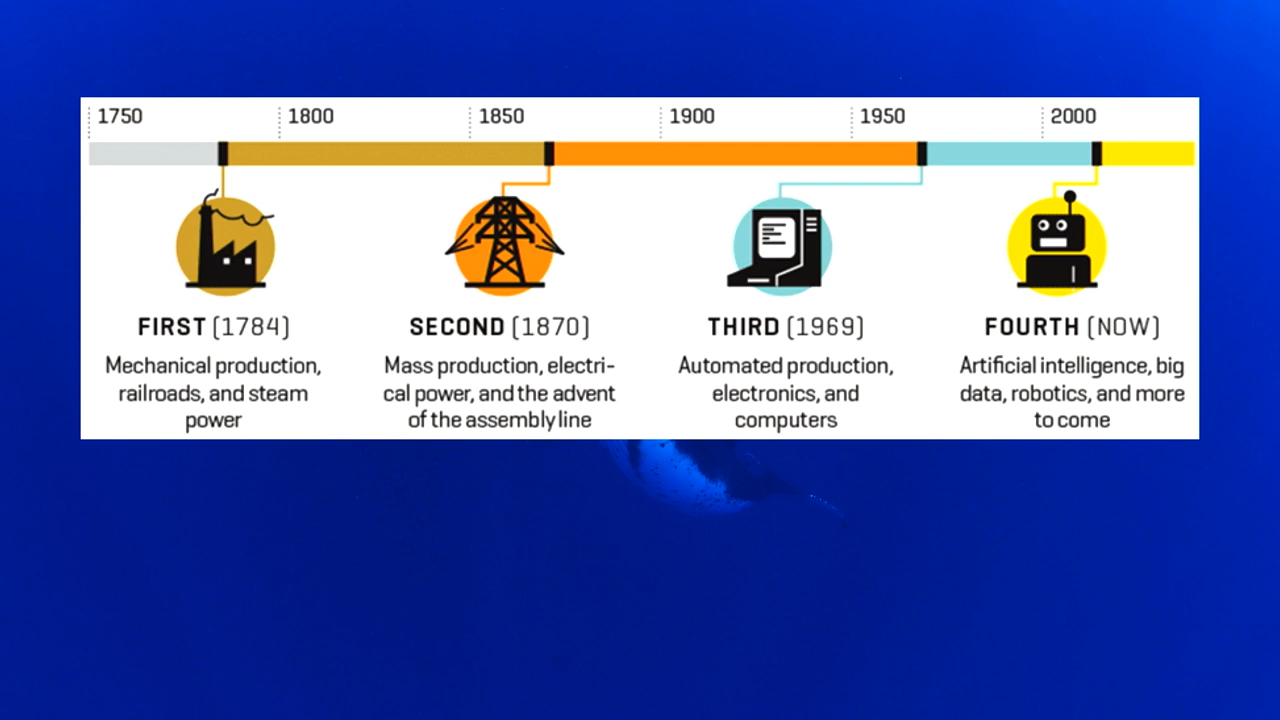 1750 1800 1850 1900 1950 2000
FIRST (1784)
Mechanical production,
railroads, and steam
power
SECOND (1870)
Mass production, electri-
cal power, and the advent
of the assembly line
THIRD (1969)
Automated production,
electronics, and
computers
FOURTH (NOW)
Artificial intelligence, big
data, robotics, and more
to come